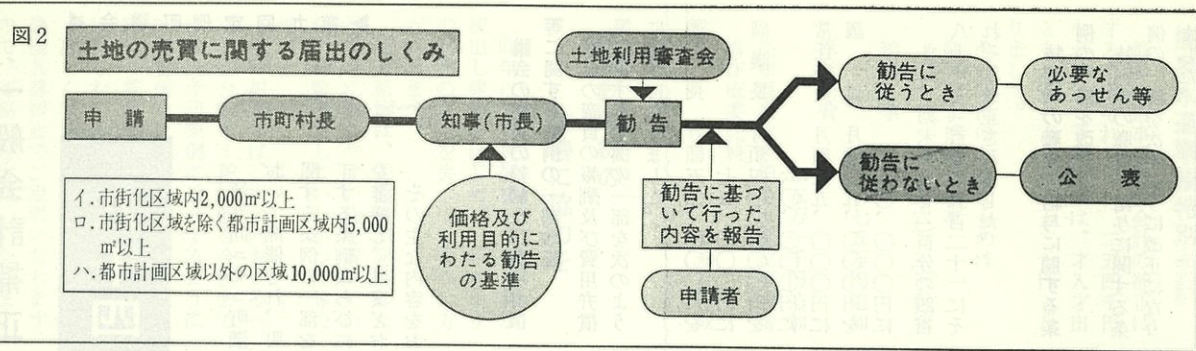 図2
土地の売買に関する届出のしくみ
土地利用審査会
申請
市町村長
知事(市長)
勧告
勧告に
従うとき
必要な
あっせん等
勧告に
従わないとき
公表
イ.市街化区域内2,000㎡以上
ロ.市街化区域を除く都市計画区域内5,000
㎡以上
ハ.都市計画区域以外の区域10,000㎡以上
価格及び
利用目的に
わたる勧告
の基準
勧告に基づ
いて行った
内容を報告
申請者